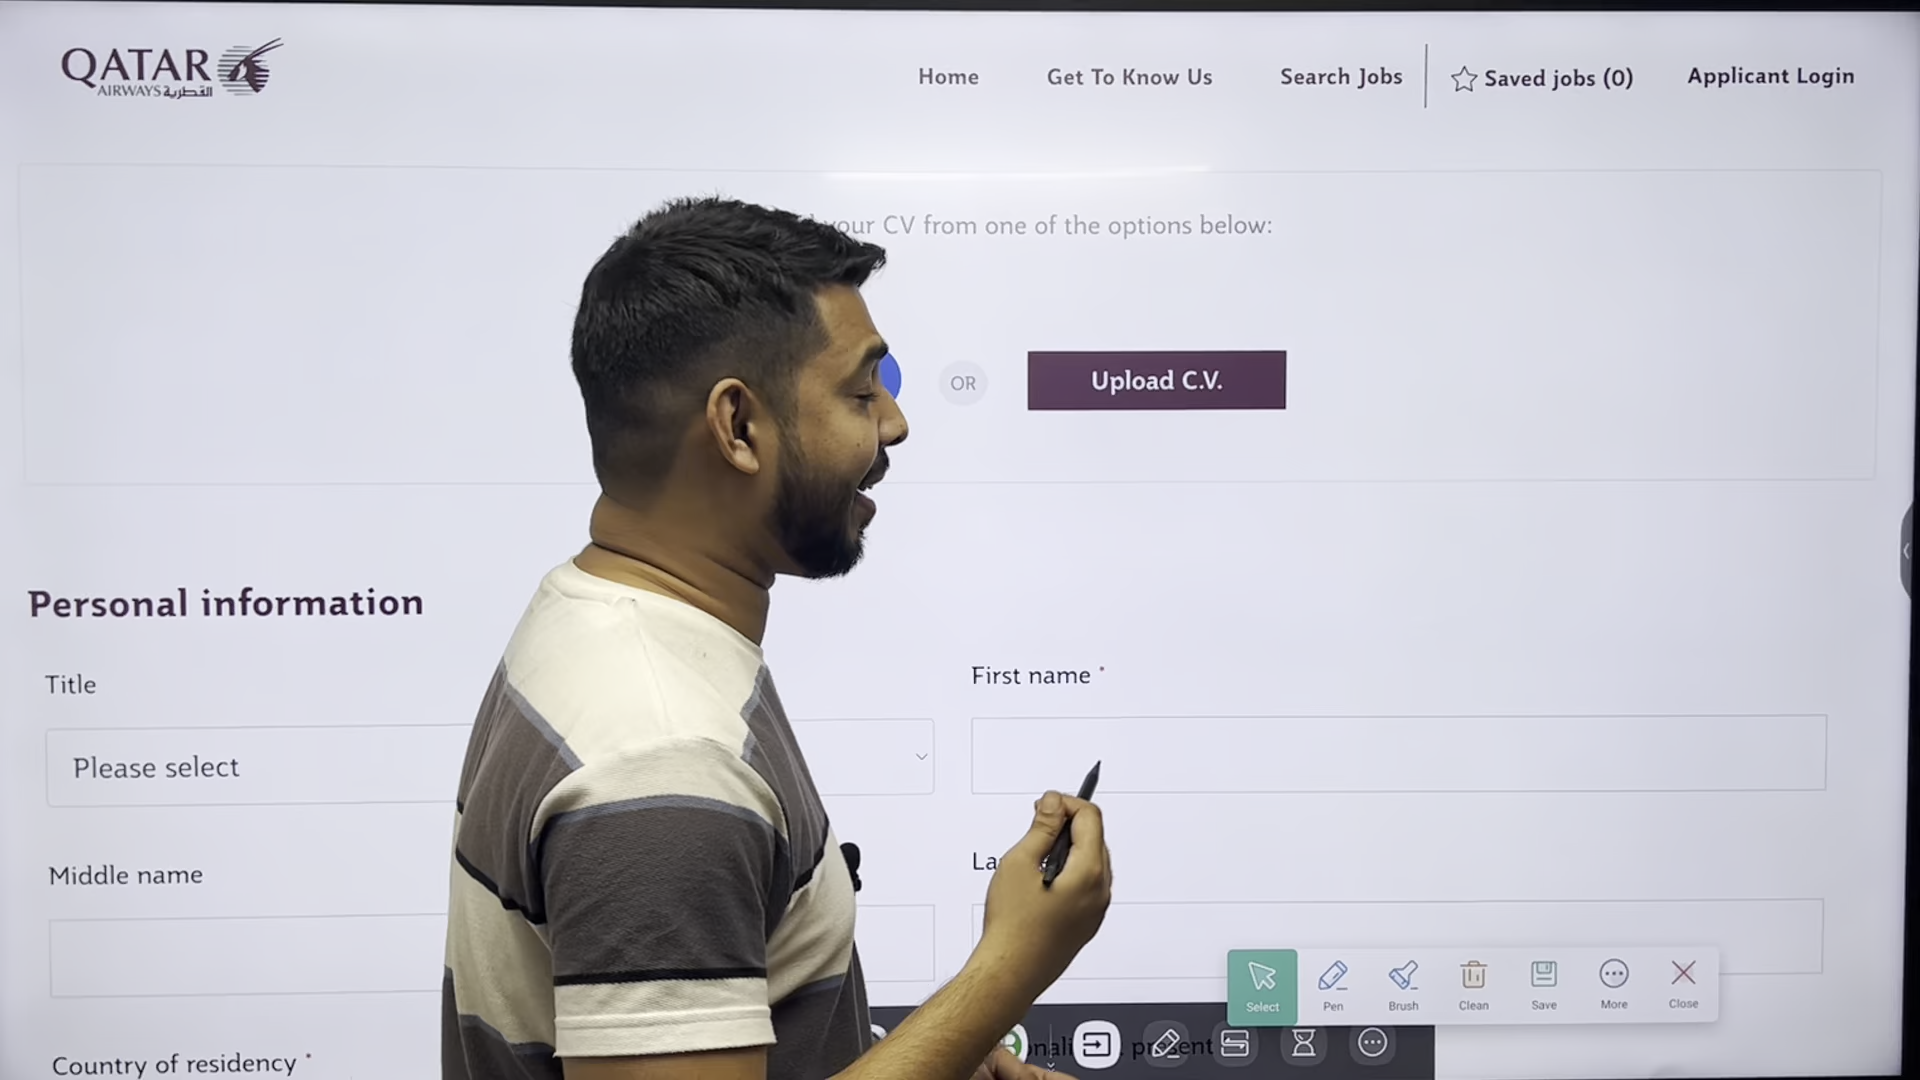 QATAR
AIRWAYS القطرية
Home
Get To Know Us
Search Jobs
Saved jobs (0)
Applicant Login
your CV from one of the options below:
OR
Upload C.V.
Personal information
Title
First name *
Please select
Middle name
Country of residency *
Select
Pen
Brush
Clean
Save
More
Close